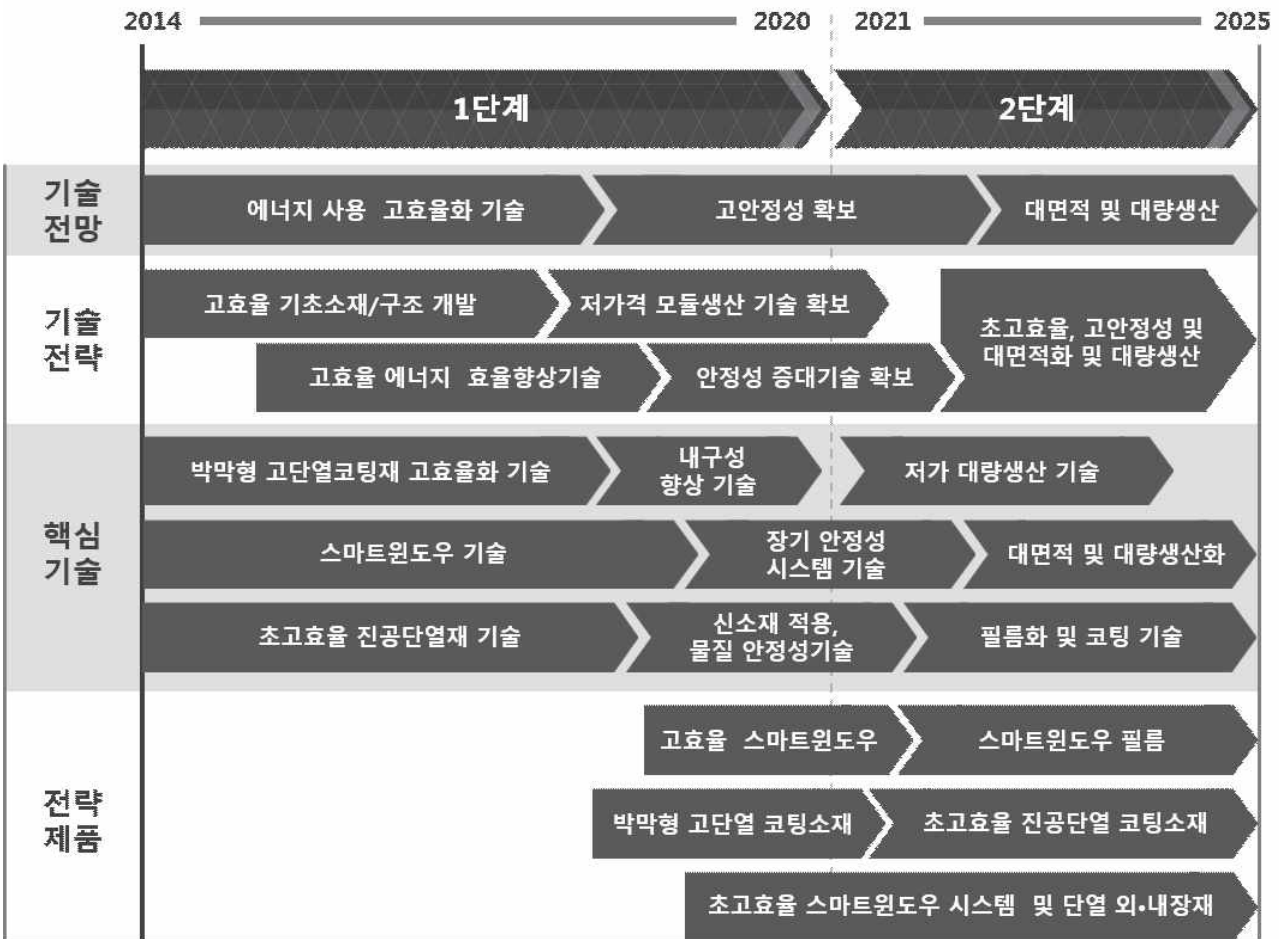 2014 2020 2021 2025
1단계 2단계
기술
전망
에너지 사용 고효율화 기술 고안정성 확보 대면적 및 대량생산
기술
전략
고효율 기초소재/구조 개발 저가격 모듈생산 기술 확보
고효율 에너지 효율향상기술 안정성 증대기술 확보
초고효율, 고안정성 및
대면적화 및 대량생산
핵심
기술
박막형 고단열코팅재 고효율화 기술
내구성
향상 기술
저가 대량생산 기술
스마트윈도우 기술
장기 안정성
시스템 기술
대면적 및 대량생산화
초고효율 진공단열재 기술
신소재 적용,
물질 안정성기술
필름화 및 코팅 기술
전략
제품
고효율 스마트윈도우 스마트윈도우 필름
박막형 고단열 코팅소재 초고효율 진공단열 코팅소재
초고효율 스마트윈도우 시스템 및 단열 외•내장재